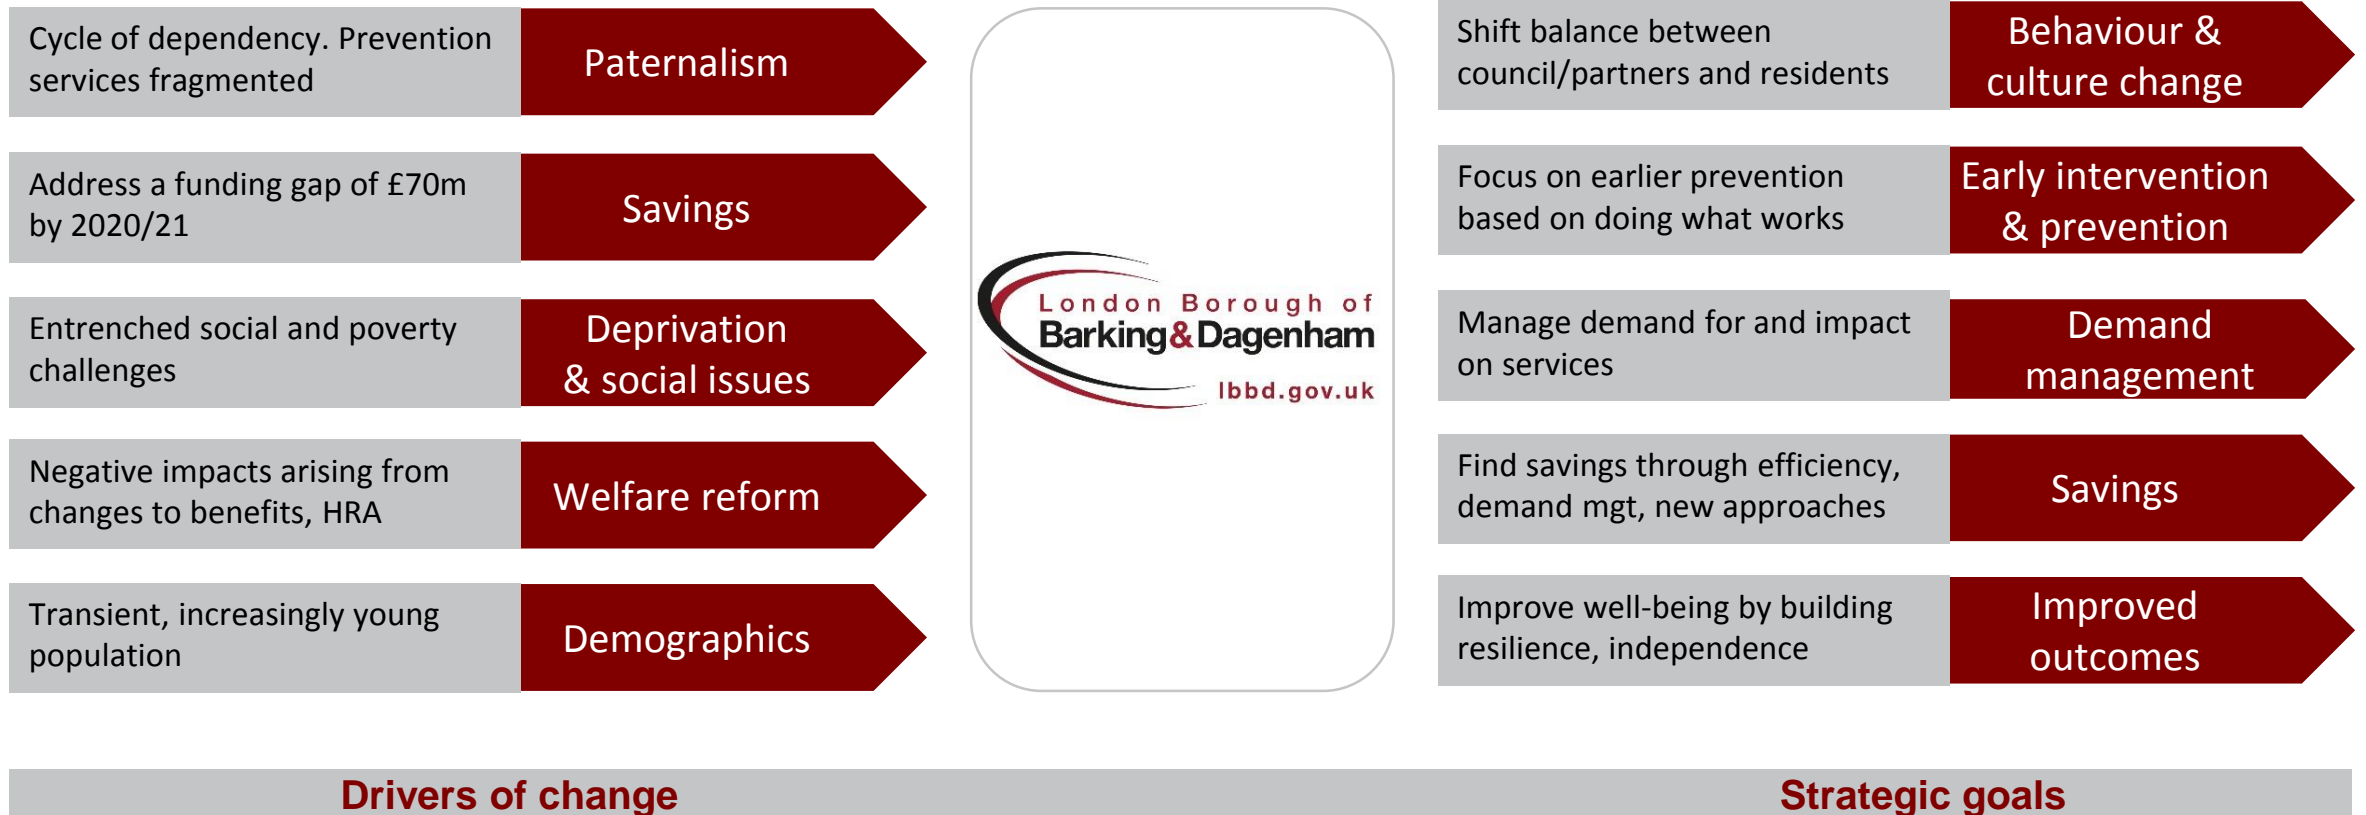 Cycle of dependency. Prevention
services fragmented
Paternalism
Address a funding gap of £70m
by 2020/21
Savings
Entrenched social and poverty
challenges
Deprivation
& social issues
Negative impacts arising from
changes to benefits, HRA
Welfare reform
Transient, increasingly young
population
Demographics
London Borough of
Barking&Dagenham
lbbd.gov.uk
Shift balance between
council/partners and residents
Behaviour &
culture change
Focus on earlier prevention
based on doing what works
Early intervention
& prevention
Manage demand for and impact
on services
Demand
management
Find savings through efficiency,
demand mgt, new approaches
Savings
Improve well-being by building
resilience, independence
Improved
outcomes
Drivers of change
Strategic goals